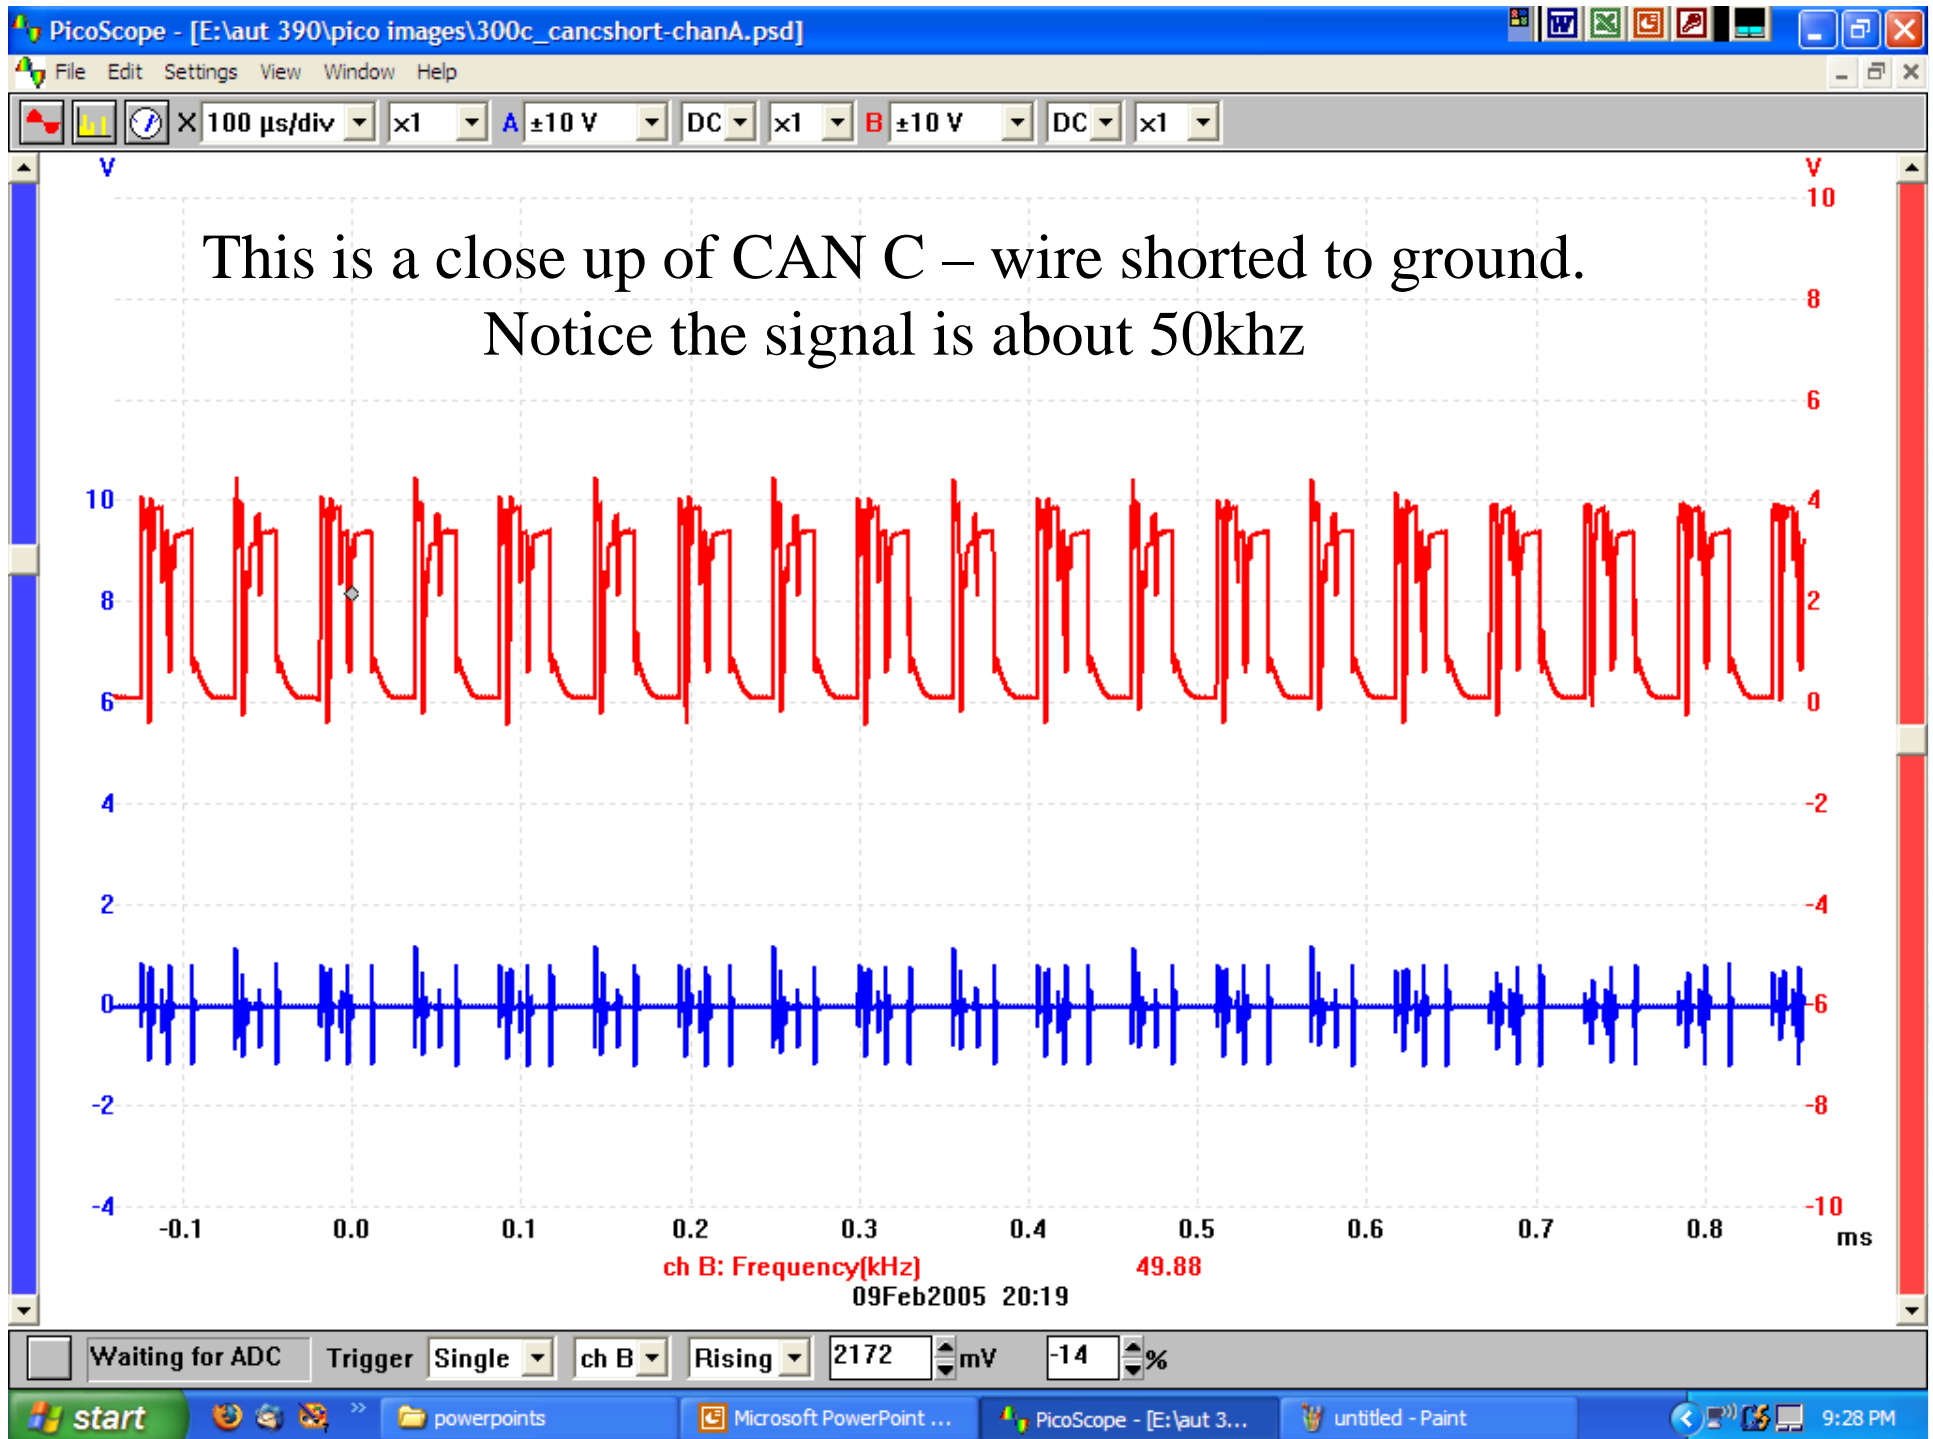 PicoScope - [E:\aut 390\pico images\300c_cancshort-chanA.psd]
File Edit Settings View Window Help
X 100 µs/div x1 A ±10 V DC x1 B ±10 V DC x1
V V
10
This is a close up of CAN C – wire shorted to ground.
8
Notice the signal is about 50khz
6
10 4
8 2
6 0
4 -2
2 -4
0 -6
-2 -8
-4 -10
-0.1 0.0 0.1 0.2 0.3 0.4 0.5 0.6 0.7 0.8 ms
ch B: Frequency(kHz) 49.88
09Feb2005 20:19
Waiting for ADC Trigger Single ch B Rising 2172 mV -14 %
start powerpoints Microsoft PowerPoint ... PicoScope - [E:\aut 3... untitled - Paint 9:28 PM